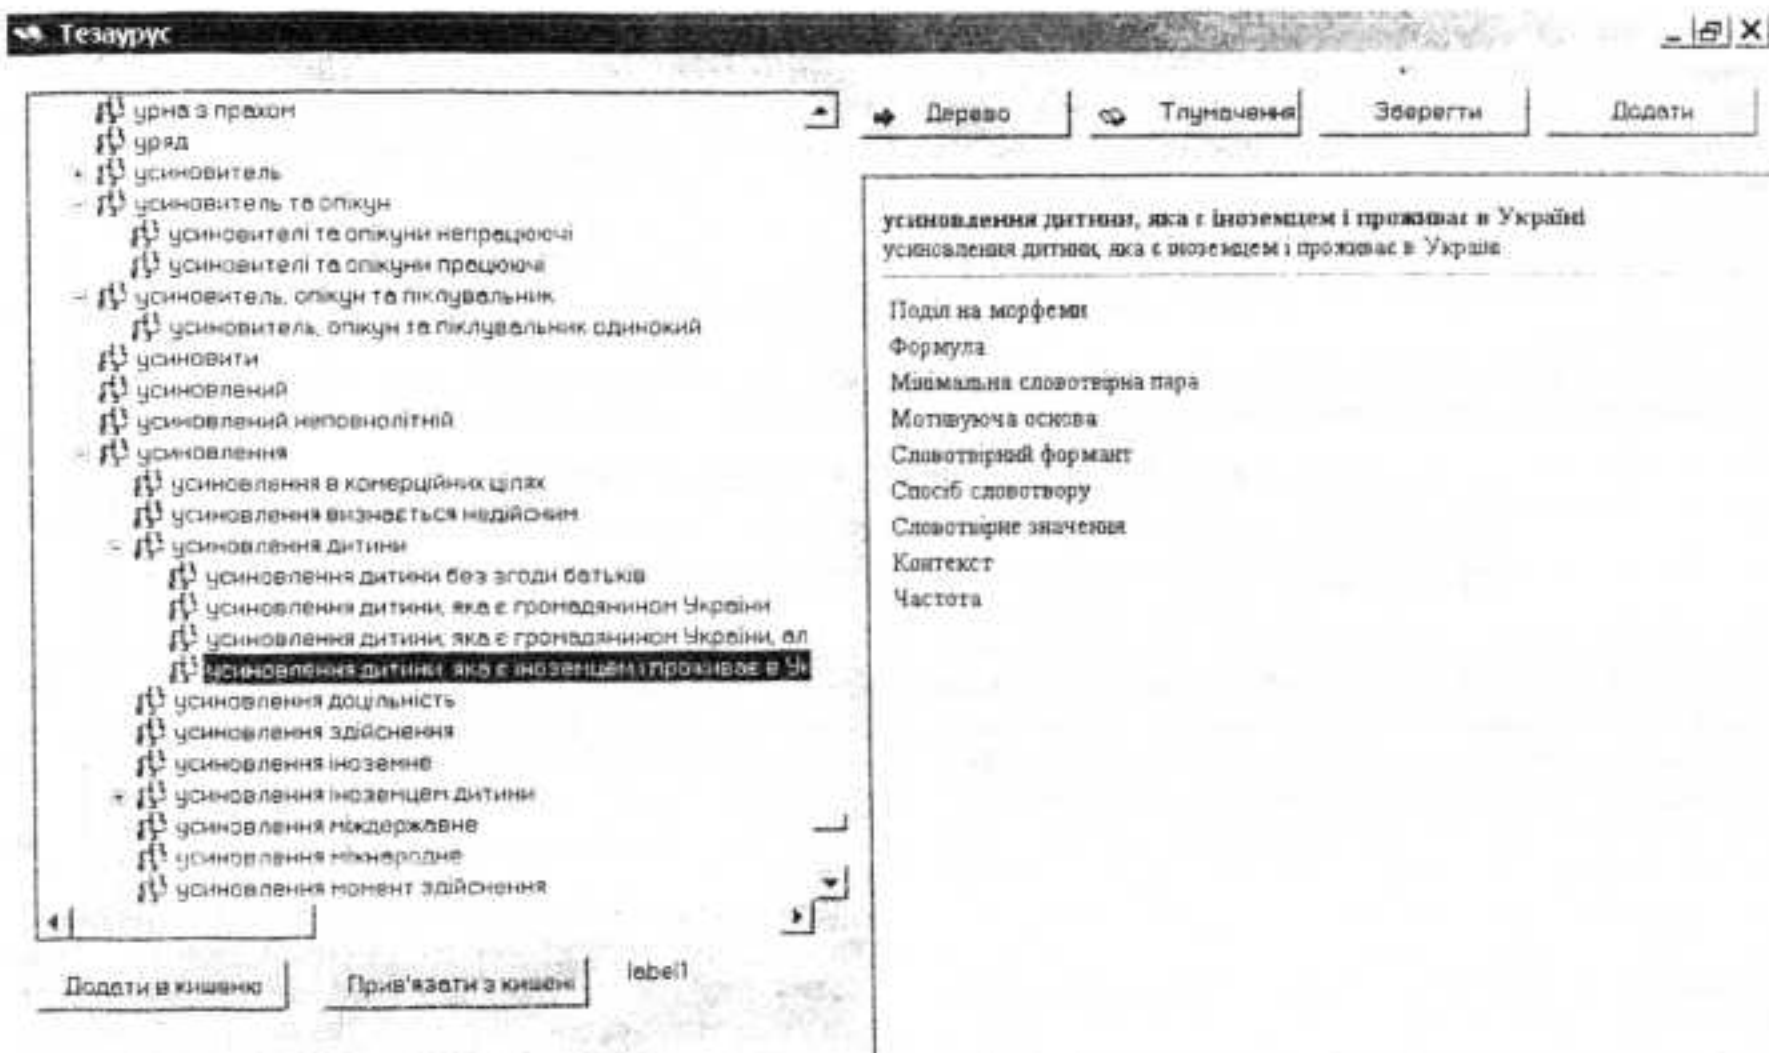 Тезаурус
урна з прахом
уряд
усиновитель
усиновитель та опікун
усиновителі та опікуни непрацюючі
усиновителі та опікуни працюючі
усиновитель, опікун та піклувальник
усиновитель, опікун та піклувальник одинокий
усиновити
усиновлений
усиновлений неповнолітній
усиновлення
усиновлення в комерційних цілях
усиновлення визнається недійсним
усиновлення дитини
усиновлення дитини без згоди батьків
усиновлення дитини, яка є громадянином України
усиновлення дитини, яка є громадянином України, ал
усиновлення дитини, яка є іноземцем і проживає в Ук
усиновлення доцільність
усиновлення здійснення
усиновлення іноземне
усиновлення іноземцем дитини
усиновлення міждержавне
усиновлення міжнародне
усиновлення момент здійснення
Додати в кишеню Прив'язати з кишені label1
Дерево Тлумачення Зберегти Додати
усиновлення дитини, яка є іноземцем і проживає в Україні
усиновлення дитини, яка є іноземцем і проживає в Україні
Поділ на морфеми
Формула
Мінімальна словотвірна пара
Мотивуюча основа
Словотвірний формант
Спосіб словотвору
Словотвірне значення
Контекст
Частота